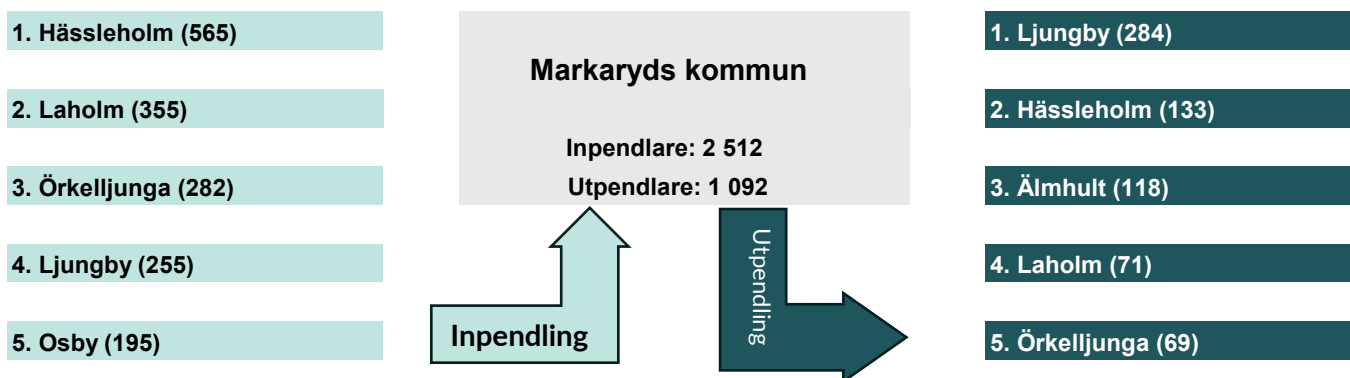 1. Hässleholm (565)
2. Laholm (355)
3. Örkelljunga (282)
4. Ljungby (255)
5. Osby (195)
Markaryds kommun
Inpendlare: 2 512
Utpendlare: 1 092
Inpendling
Utpendling
1. Ljungby (284)
2. Hässleholm (133)
3. Älmhult (118)
4. Laholm (71)
5. Örkelljunga (69)